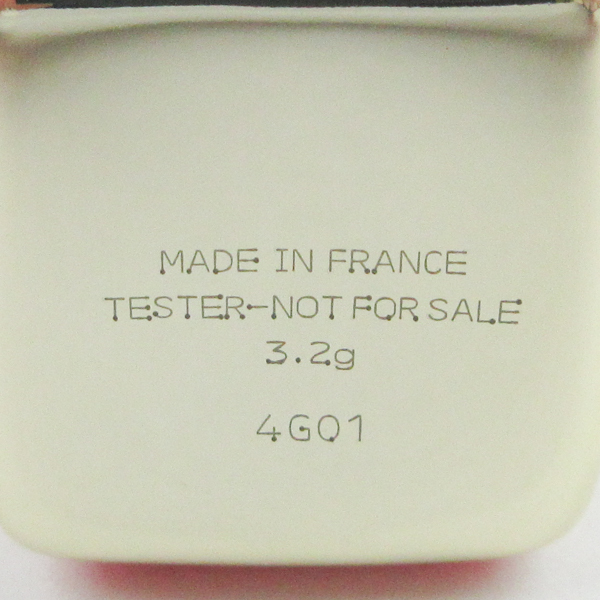 MADE IN FRANCE
TESTER-NOT FOR SALE
3.2g
4G01